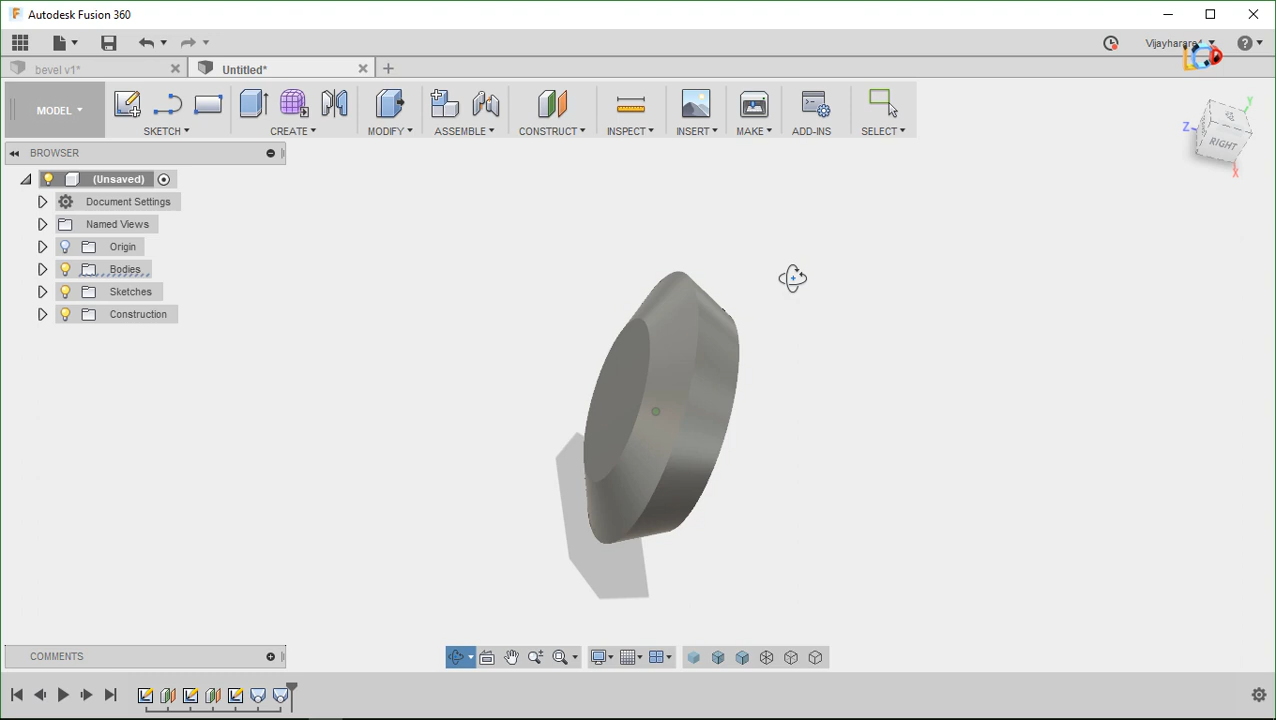 Autodesk Fusion 360
bevel v1*
Untitled*
MODEL
SKETCH
CREATE
MODIFY
ASSEMBLE
CONSTRUCT
INSPECT
INSERT
MAKE
ADD-INS
SELECT
Y
Z
RIGHT
X
BROWSER
(Unsaved)
Document Settings
Named Views
Origin
Bodies
Sketches
Construction
COMMENTS